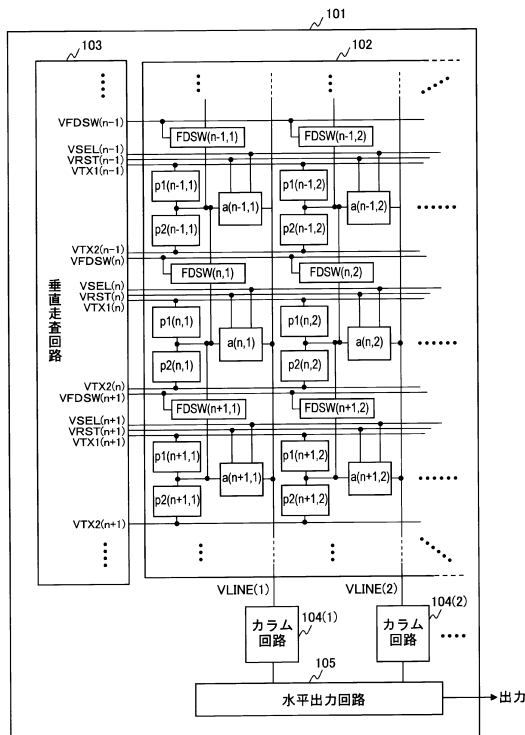 101
103
102
VFDSW(n-1)
FDSW(n-1,1)
FDSW(n-1,2)
VSEL(n-1)
VRST(n-1)
VTX1(n-1)
p1(n-1,1)
a(n-1,1)
p1(n-1,2)
a(n-1,2)
p2(n-1,1)
p2(n-1,2)
VTX2(n-1)
VFDSW(n)
FDSW(n,1)
FDSW(n,2)
VSEL(n)
VRST(n)
VTX1(n)
垂直走査回路
p1(n,1)
a(n,1)
p1(n,2)
a(n,2)
p2(n,1)
p2(n,2)
VTX2(n)
VFDSW(n+1)
FDSW(n+1,1)
FDSW(n+1,2)
VSEL(n+1)
VRST(n+1)
VTX1(n+1)
p1(n+1,1)
a(n+1,1)
p1(n+1,2)
a(n+1,2)
p2(n+1,1)
p2(n+1,2)
VTX2(n+1)
VLINE(1)
VLINE(2)
カラム
回路
104(1)
カラム
回路
104(2)
105
水平出力回路
出力